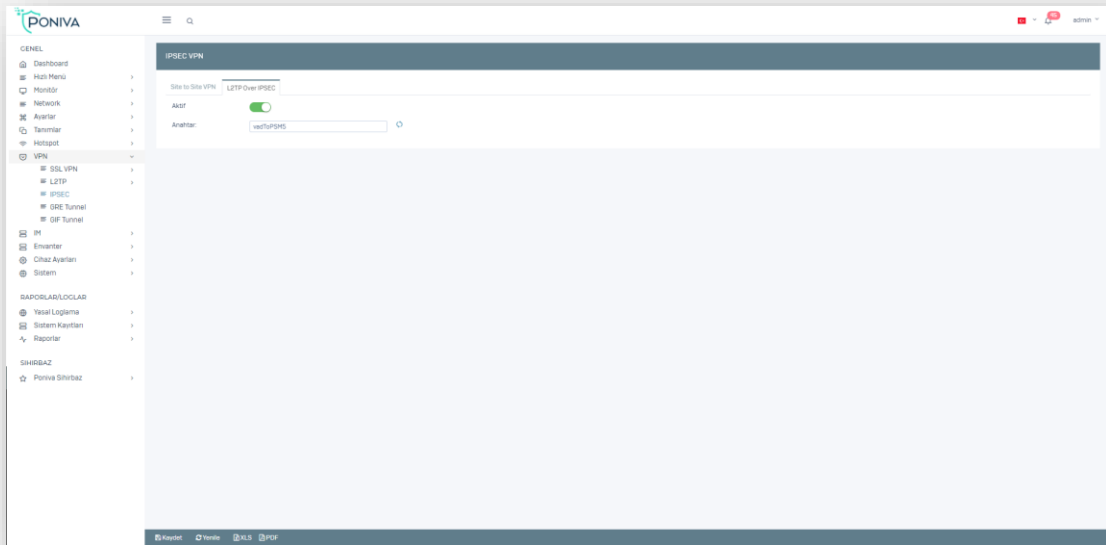 PONIVA
admin
GENEL
Dashboard
Hızlı Menü
Monitör
Network
Ayarlar
Tanımlar
Hotspot
VPN
SSL VPN
L2TP
IPSEC
GRE Tunnel
GIF Tunnel
IM
Envanter
Cihaz Ayarları
Sistem
RAPORLAR/LOGLAR
Yasal Loglama
Sistem Kayıtları
Raporlar
SIHIRBAZ
Poniva Sihirbaz
IPSEC VPN
Site to Site VPN L2TP Over IPSEC
Aktif
Anahtar:
vadToPSMS
Kaydet Yenile XLS PDF